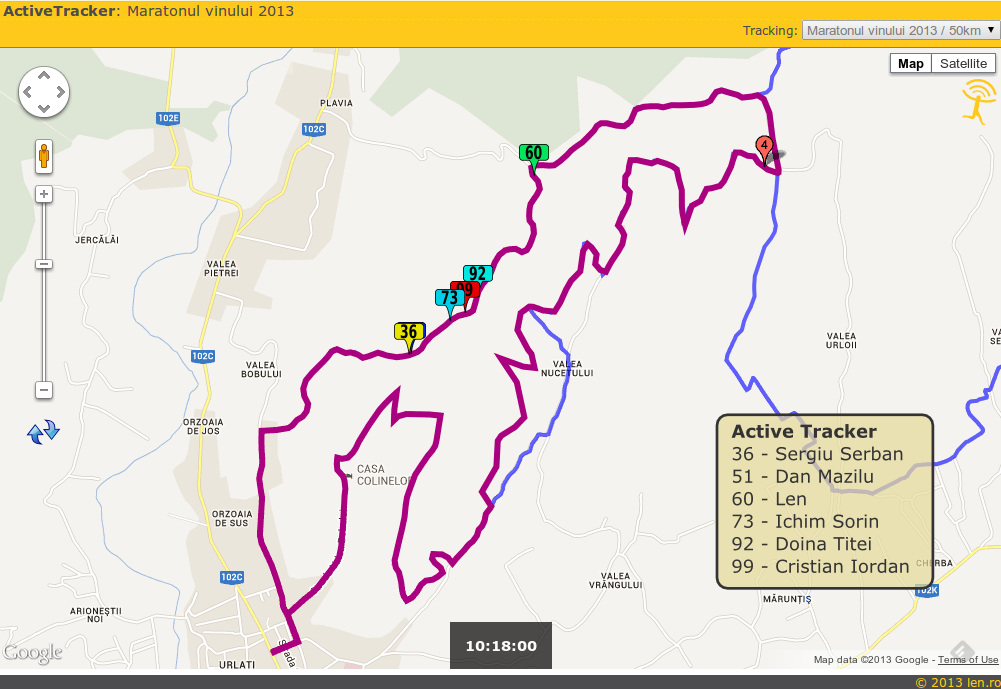 ActiveTracker: Maratonul vinului 2013
Tracking: Maratonul vinului 2013 / 50km
Map Satellite
PLAVIA
102E
102C
4
60
JERCĂLĂI
VALEA
PIETREI
92
99
73
36
VALEA
URLOII
VALEA
102C
VALEA
BOBULUI
VALEA
NUCETULUI
ORZOAIA
DE JOS
CASA
COLINELOR
Active Tracker
36 - Sergiu Serban
51 - Dan Mazilu
60 - Len
73 - Ichim Sorin
92 - Doina Titei
99 - Cristian Iordan
ORZOAIA
DE SUS
102C
CHERBA
102K
VALEA
VRÂNGULUI
MĂRUNȚIȘ
ARIONEȘTII
NOI
10:18:00
Google
URLAȚI
Map data ©2013 Google - Terms of Use
© 2013 len.ro